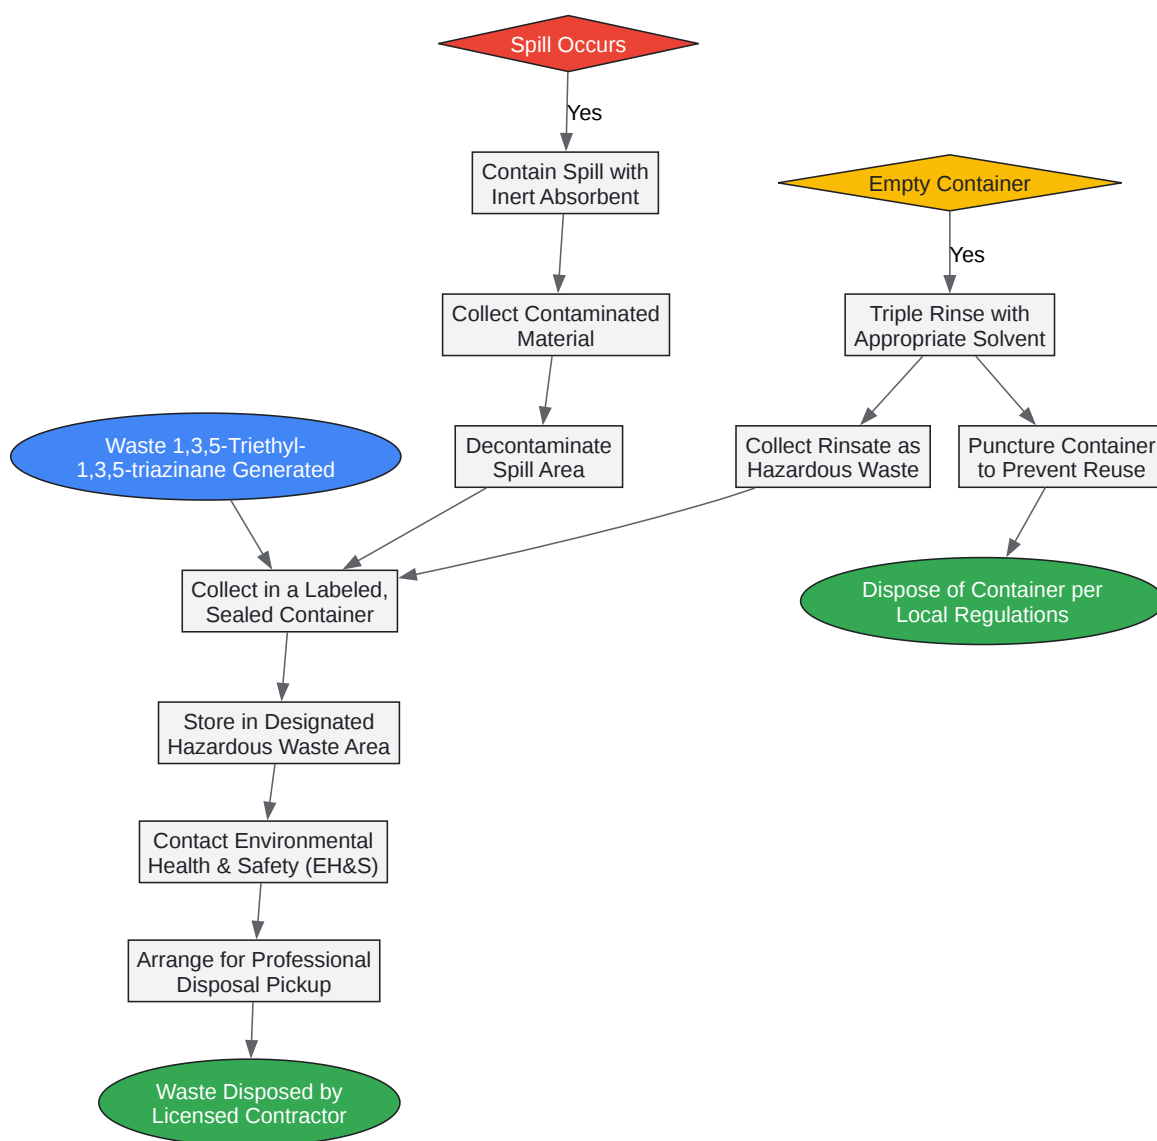 Spill Occurs
Yes
Contain Spill with
Inert Absorbent
Empty Container
Yes
Collect Contaminated
Material
Triple Rinse with
Appropriate Solvent
Waste 1,3,5-Triethyl-
1,3,5-triazinane Generated
Decontaminate
Spill Area
Collect Rinsate as
Hazardous Waste
Puncture Container
to Prevent Reuse
Collect in a Labeled,
Sealed Container
Dispose of Container per
Local Regulations
Store in Designated
Hazardous Waste Area
Contact Environmental
Health & Safety (EH&S)
Arrange for Professional
Disposal Pickup
Waste Disposed by
Licensed Contractor